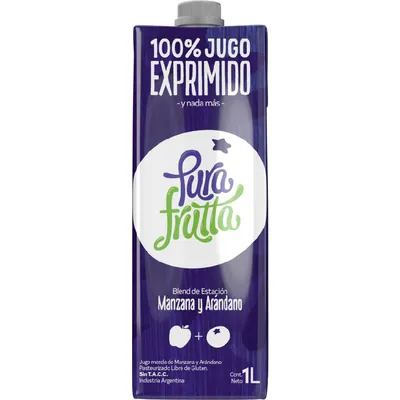 100% JUGO
EXPRIMIDO
- y nada más -
Pura
frutta
Blend de Estación
Manzana y Arándano
+
Jugo mezcla de Manzana y Arándano
Pasteurizado Libre de Gluten.
Sin T.A.C.C.
Industria Argentina
Cont.
Neto 1L